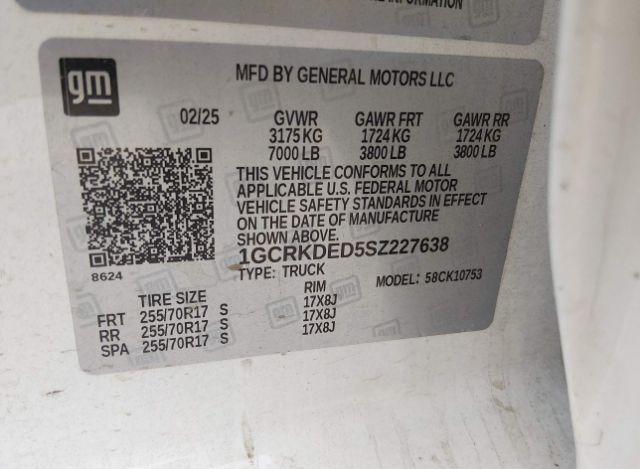 INFORMATION
gm
MFD BY GENERAL MOTORS LLC
02/25 GVWR GAWR FRT GAWR RR
3175 KG 1724 KG 1724 KG
7000 LB 3800 LB 3800 LB
THIS VEHICLE CONFORMS TO ALL
APPLICABLE U.S. FEDERAL MOTOR
VEHICLE SAFETY STANDARDS IN EFFECT
ON THE DATE OF MANUFACTURE
SHOWN ABOVE.
1GCRKDED5SZ227638
8624
TYPE: TRUCK MODEL: 58CK10753
TIRE SIZE RIM
FRT 255/70R17 S 17X8J
RR 255/70R17 S 17X8J
SPA 255/70R17 S 17X8J